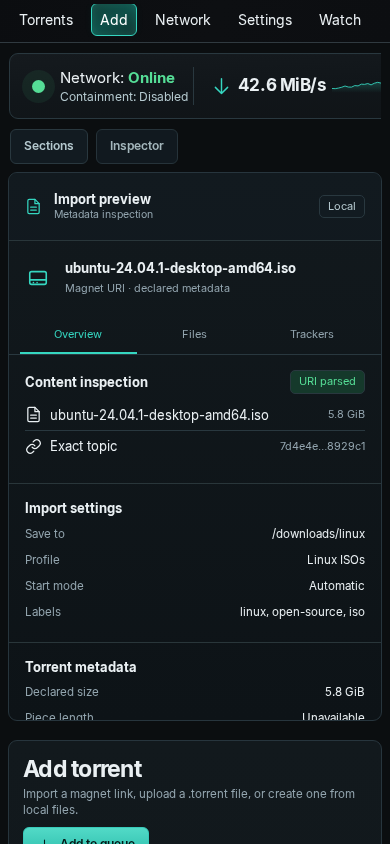 Torrents Add Network Settings Watch
Network: Online
Containment: Disabled
42.6 MiB/s
Sections Inspector
Import preview
Metadata inspection
Local
ubuntu-24.04.1-desktop-amd64.iso
Magnet URI · declared metadata
Overview Files Trackers
Content inspection URI parsed
ubuntu-24.04.1-desktop-amd64.iso 5.8 GiB
Exact topic 7d4e4e...8929c1
Import settings
Save to /downloads/linux
Profile Linux ISOs
Start mode Automatic
Labels linux, open-source, iso
Torrent metadata
Declared size 5.8 GiB
Piece length Unavailable
Add torrent
Import a magnet link, upload a .torrent file, or create one from
local files.
Add to queue